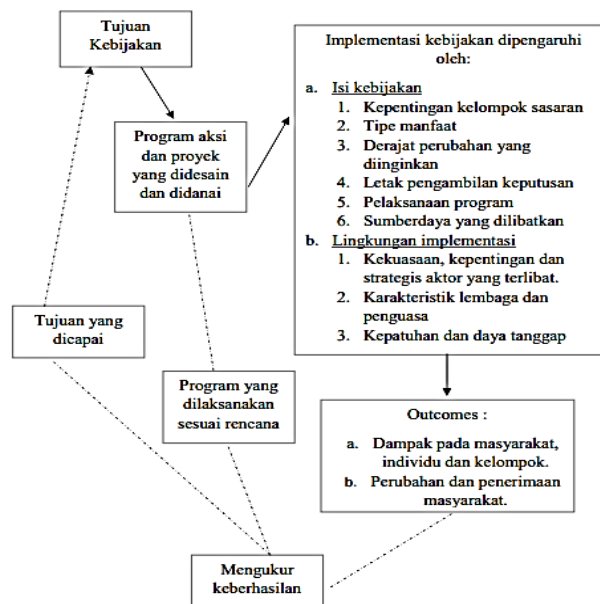 Tujuan
Kebijakan
Program aksi
dan proyek
yang didesain
dan didanai
Implementasi kebijakan dipengaruhi
oleh:
a. Isi kebijakan
1. Kepentingan kelompok sasaran
2. Tipe manfaat
3. Derajat perubahan yang
diinginkan
4. Letak pengambilan keputusan
5. Pelaksanaan program
6. Sumberdaya yang dilibatkan
b. Lingkungan implementasi
1. Kekuasaan, kepentingan dan
strategis aktor yang terlibat.
2. Karakteristik lembaga dan
penguasa
3. Kepatuhan dan daya tanggap
Tujuan yang
dicapai
Program yang
dilaksanakan
sesuai rencana
Outcomes :
a. Dampak pada masyarakat,
individu dan kelompok.
b. Perubahan dan penerimaan
masyarakat.
Mengukur
keberhasilan